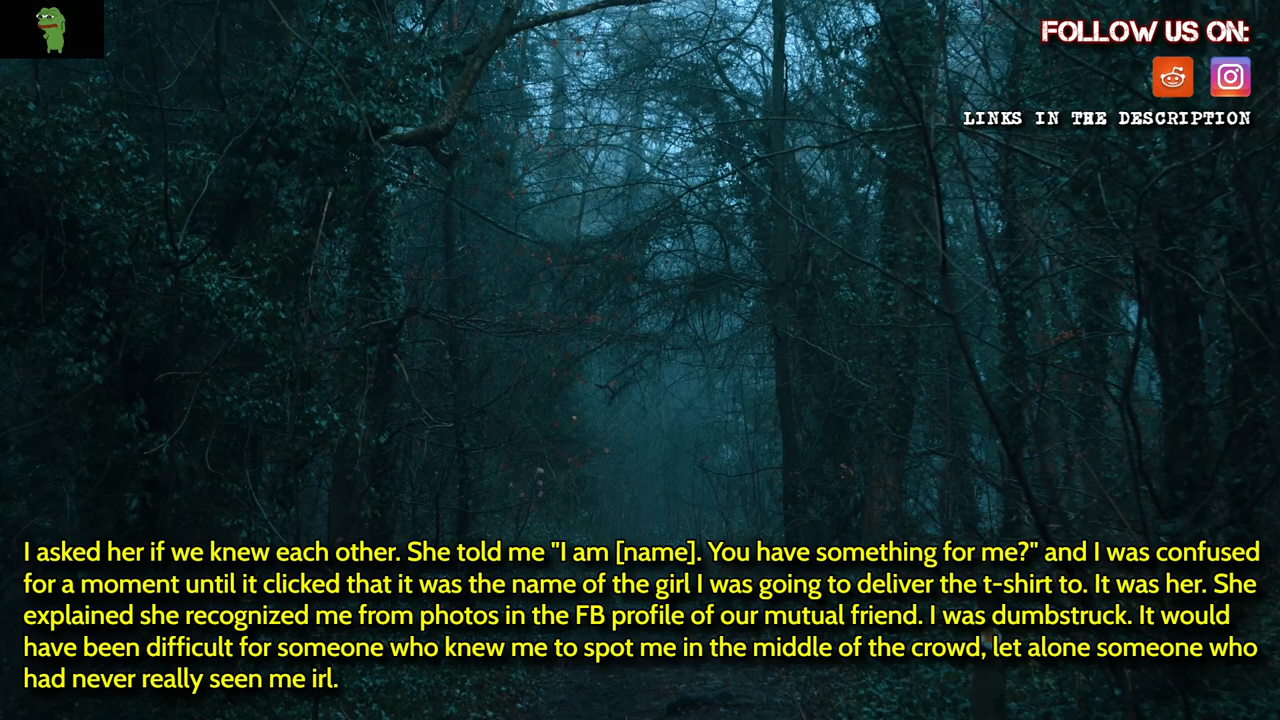 FOLLOW US ON:
LINKS IN THE DESCRIPTION
I asked her if we knew each other. She told me "I am [name]. You have something for me?" and I was confused
for a moment until it clicked that it was the name of the girl I was going to deliver the t-shirt to. It was her. She
explained she recognized me from photos in the FB profile of our mutual friend. I was dumbstruck. It would
have been difficult for someone who knew me to spot me in the middle of the crowd, let alone someone who
had never really seen me irl.